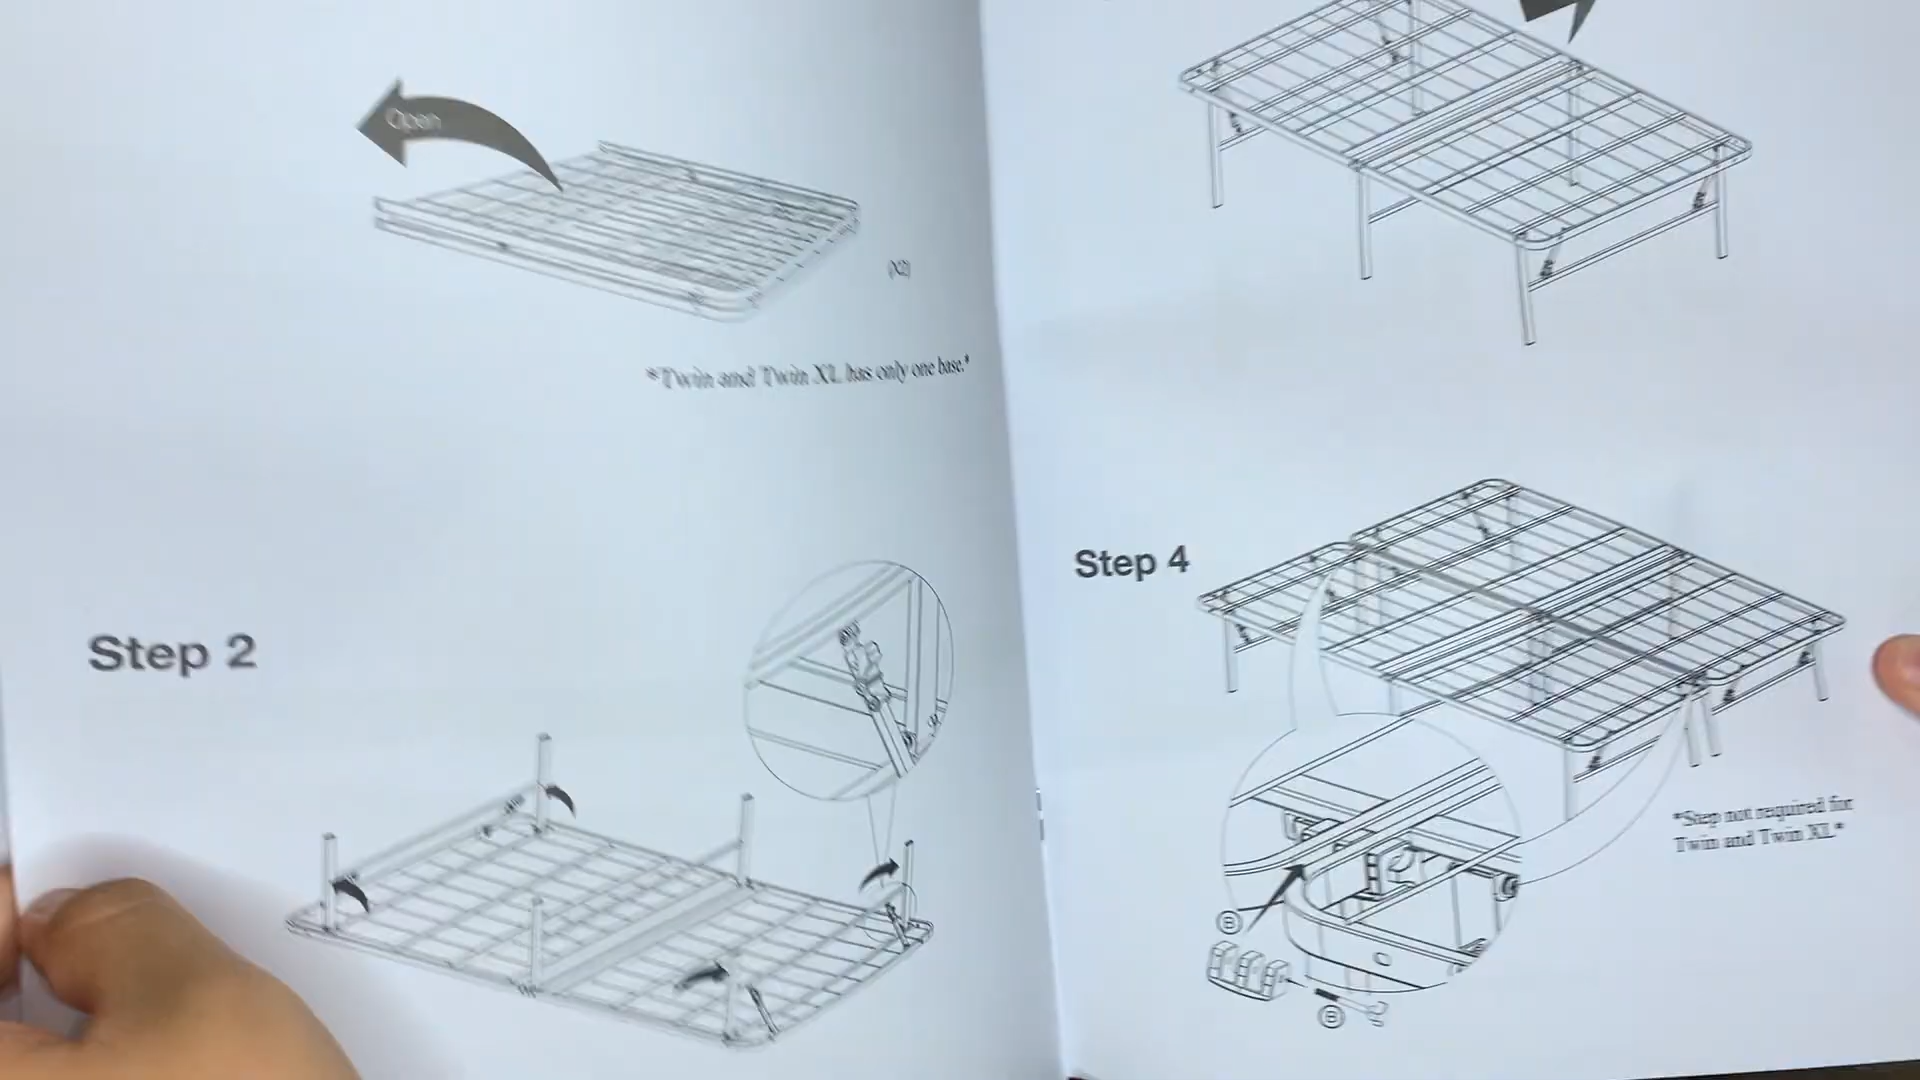 Open
(X2)
*Twin and Twin XL has only one base.*
Step 2
Step 4
*Step not required for
Twin and Twin XL*
B
B